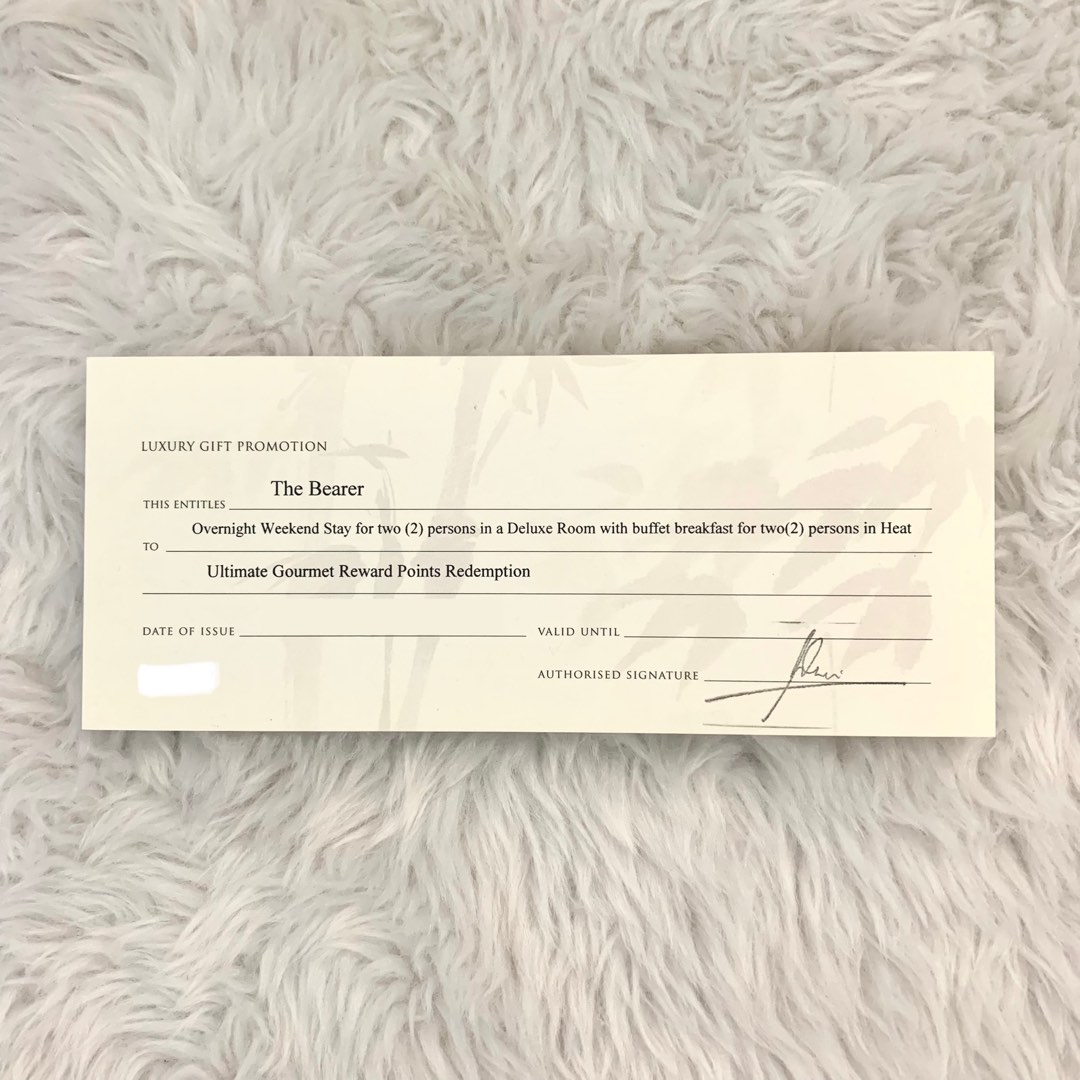 LUXURY GIFT PROMOTION
THIS ENTITLES The Bearer
TO Overnight Weekend Stay for two (2) persons in a Deluxe Room with buffet breakfast for two(2) persons in Heat
Ultimate Gourmet Reward Points Redemption
DATE OF ISSUE VALID UNTIL
AUTHORISED SIGNATURE